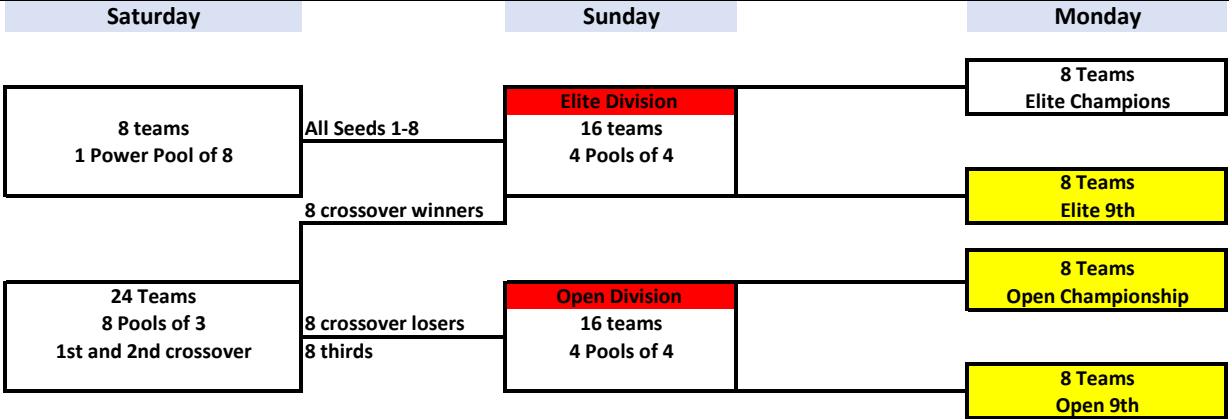 Saturday
Sunday
Monday
8 teams
1 Power Pool of 8
All Seeds 1-8
8 crossover winners
Elite Division
16 teams
4 Pools of 4
8 Teams
Elite Champions
8 Teams
Elite 9th
24 Teams
8 Pools of 3
1st and 2nd crossover
8 crossover losers
8 thirds
Open Division
16 teams
4 Pools of 4
8 Teams
Open Championship
8 Teams
Open 9th